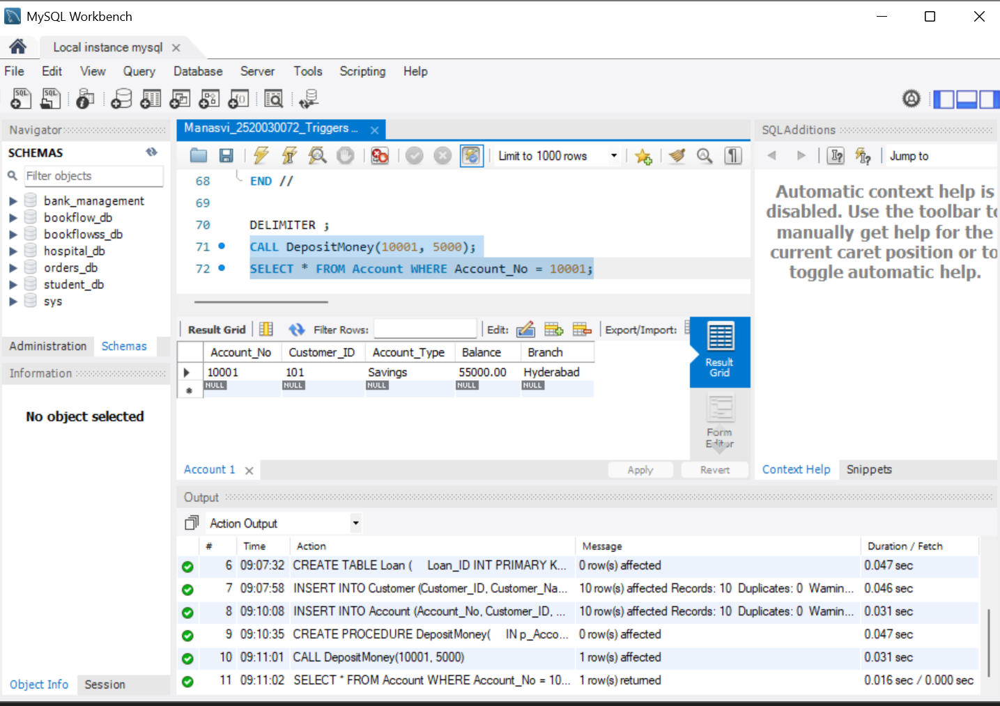 MySQL Workbench
Local instance mysql
File Edit View Query Database Server Tools Scripting Help
Navigator
SCHEMAS
Filter objects
bank_management
bookflow_db
bookflowss_db
hospital_db
orders_db
student_db
sys
Administration Schemas
Information
No object selected
Object Info Session
Manasvi_2520030072_Triggers ...
Limit to 1000 rows
68 END //
69
70 DELIMITER ;
71 CALL DepositMoney(10001, 5000);
72 SELECT * FROM Account WHERE Account_No = 10001;
Result Grid Filter Rows: Edit: Export/Import:
Account_No Customer_ID Account_Type Balance Branch
10001 101 Savings 55000.00 Hyderabad
NULL NULL NULL NULL NULL
Result
Grid
Form
Editor
Account 1
Apply Revert
SQLAdditions
Jump to
Automatic context help is
disabled. Use the toolbar to
manually get help for the
current caret position or to
toggle automatic help.
Context Help Snippets
Output
Action Output
# Time Action Message Duration / Fetch
6 09:07:32 CREATE TABLE Loan ( Loan_ID INT PRIMARY K... 0 row(s) affected 0.047 sec
7 09:07:58 INSERT INTO Customer (Customer_ID, Customer_Na... 10 row(s) affected Records: 10 Duplicates: 0 Warnin... 0.046 sec
8 09:10:08 INSERT INTO Account (Account_No, Customer_ID, ... 10 row(s) affected Records: 10 Duplicates: 0 Warnin... 0.031 sec
9 09:10:35 CREATE PROCEDURE DepositMoney( IN p_Acco... 0 row(s) affected 0.047 sec
10 09:11:01 CALL DepositMoney(10001, 5000) 1 row(s) affected 0.031 sec
11 09:11:02 SELECT * FROM Account WHERE Account_No = 10... 1 row(s) returned 0.016 sec / 0.000 sec